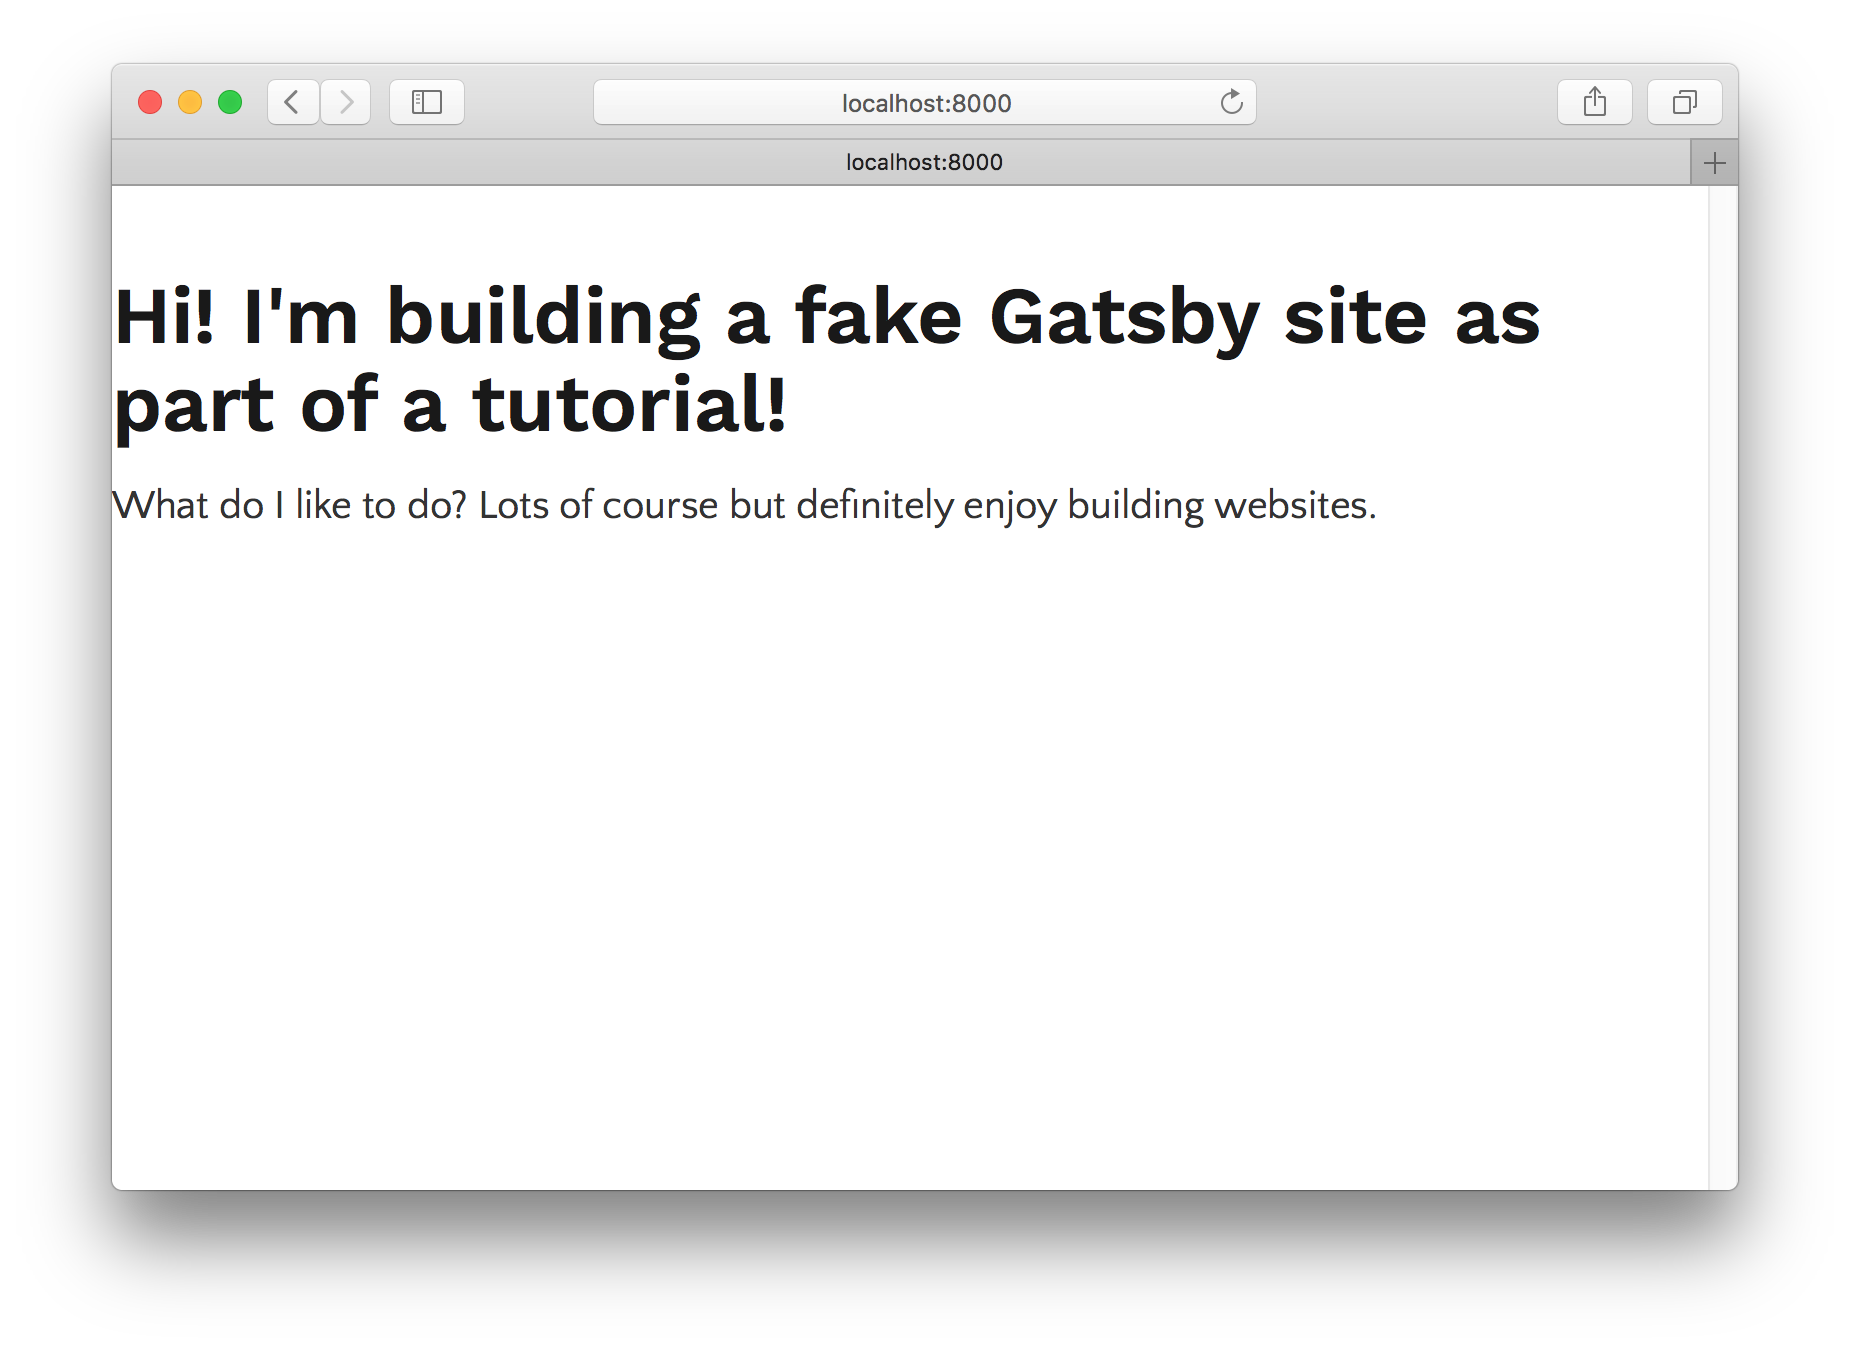 localhost:8000
localhost:8000
Hi! I'm building a fake Gatsby site as
part of a tutorial!
What do I like to do? Lots of course but definitely enjoy building websites.